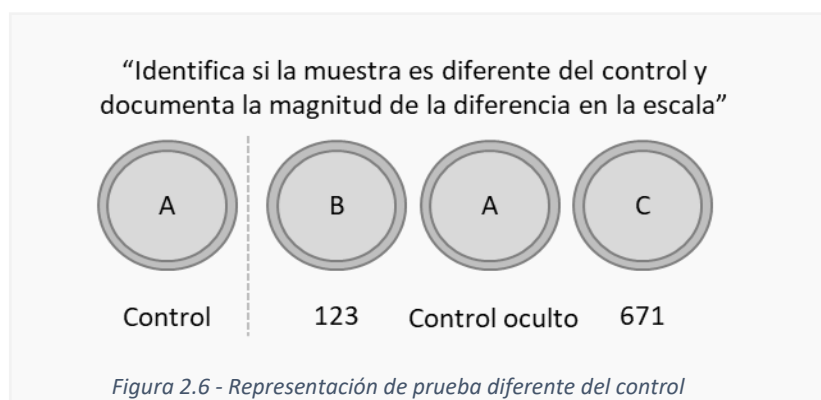 “Identifica si la muestra es diferente del control y
documenta la magnitud de la diferencia en la escala”
A B A C
Control 123 Control oculto 671
Figura 2.6 - Representación de prueba diferente del control